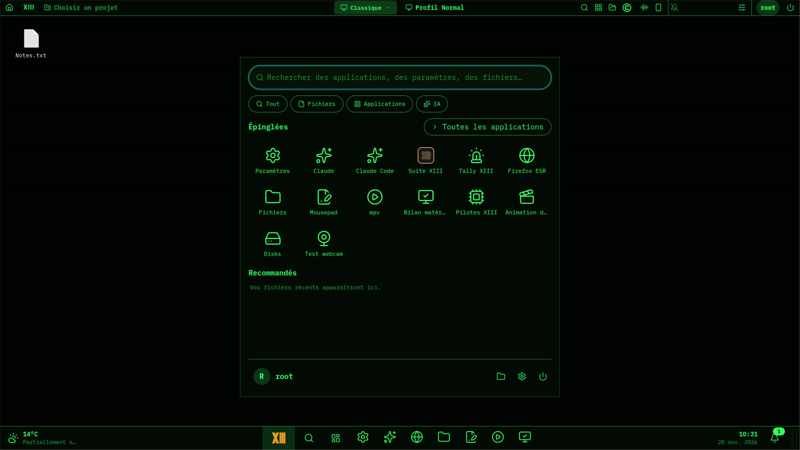 XIII Choisir un projet Classique Profil Normal root
Notes.txt
Rechercher des applications, des paramètres, des fichiers…
Tout Fichiers Applications IA
Épinglées Toutes les applications
Paramètres Claude Claude Code Suite XIII Tally XIII Firefox ESR
Fichiers Mousepad mpv Bilan matér… Pilotes XIII Animation d…
Disks Test webcam
Recommandés
Vos fichiers récents apparaîtront ici.
R root
14°C
Partiellement n…
XIII
10:31
28 nov. 2026
1